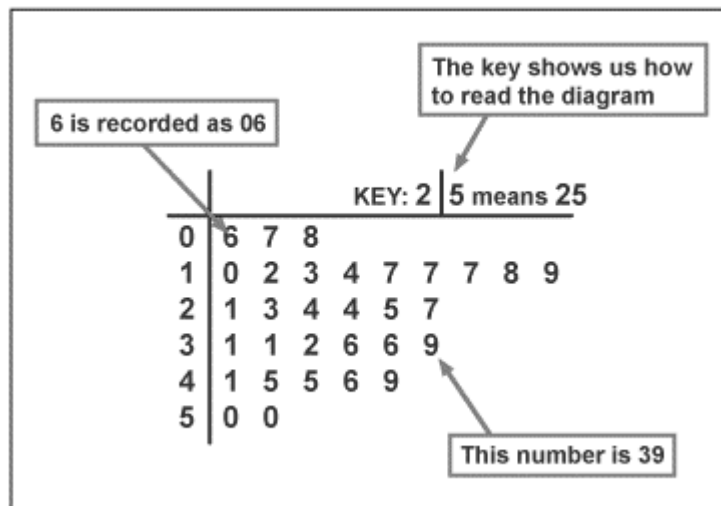 The key shows us how
to read the diagram
6 is recorded as 06
KEY: 2 | 5 means 25
0 | 6 7 8
1 | 0 2 3 4 7 7 7 8 9
2 | 1 3 4 4 5 7
3 | 1 1 2 6 6 9
4 | 1 5 5 6 9
5 | 0 0
This number is 39